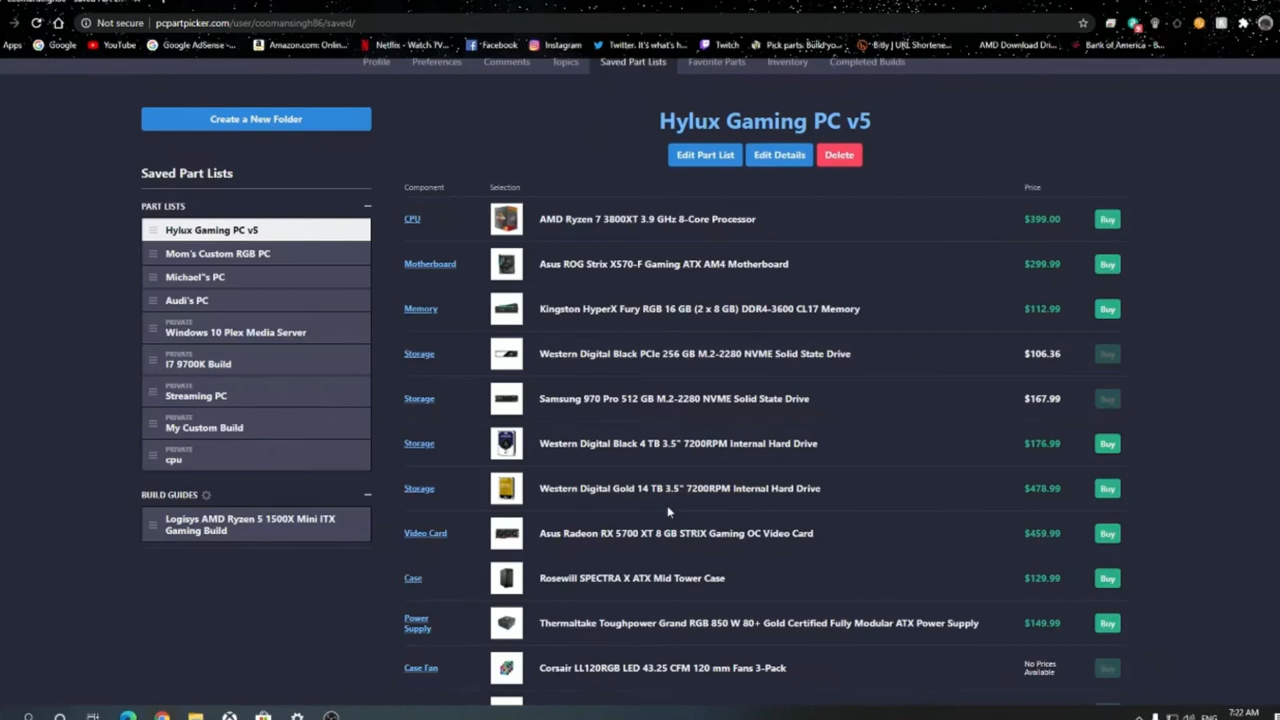 Not secure pcpartpicker.com/user/coomansingh86/saved/
Apps Google YouTube Google AdSense -... Amazon.com: Onlin... Netflix - Watch TV... Facebook Instagram Twitter. It's what's h... Twitch Pick parts. Build yo... Bitly | URL Shortene... AMD Download Dri... Bank of America - B...
Profile Preferences Comments Topics Saved Part Lists Favorite Parts Inventory Completed Builds
Create a New Folder
Saved Part Lists
PART LISTS
Hylux Gaming PC v5
Mom's Custom RGB PC
Michael"s PC
Audi's PC
PRIVATE
Windows 10 Plex Media Server
PRIVATE
I7 9700K Build
PRIVATE
Streaming PC
PRIVATE
My Custom Build
PRIVATE
cpu
BUILD GUIDES
Logisys AMD Ryzen 5 1500X Mini ITX
Gaming Build
Hylux Gaming PC v5
Edit Part List Edit Details Delete
Component Selection Price
CPU AMD Ryzen 7 3800XT 3.9 GHz 8-Core Processor $399.00 Buy
Motherboard Asus ROG Strix X570-F Gaming ATX AM4 Motherboard $299.99 Buy
Memory Kingston HyperX Fury RGB 16 GB (2 x 8 GB) DDR4-3600 CL17 Memory $112.99 Buy
Storage Western Digital Black PCIe 256 GB M.2-2280 NVME Solid State Drive $106.36 Buy
Storage Samsung 970 Pro 512 GB M.2-2280 NVME Solid State Drive $167.99 Buy
Storage Western Digital Black 4 TB 3.5" 7200RPM Internal Hard Drive $176.99 Buy
Storage Western Digital Gold 14 TB 3.5" 7200RPM Internal Hard Drive $478.99 Buy
Video Card Asus Radeon RX 5700 XT 8 GB STRIX Gaming OC Video Card $459.99 Buy
Case Rosewill SPECTRA X ATX Mid Tower Case $129.99 Buy
Power Supply Thermaltake Toughpower Grand RGB 850 W 80+ Gold Certified Fully Modular ATX Power Supply $149.99 Buy
Case Fan Corsair LL120RGB LED 43.25 CFM 120 mm Fans 3-Pack No Prices Available Buy
ENG 7:22 AM